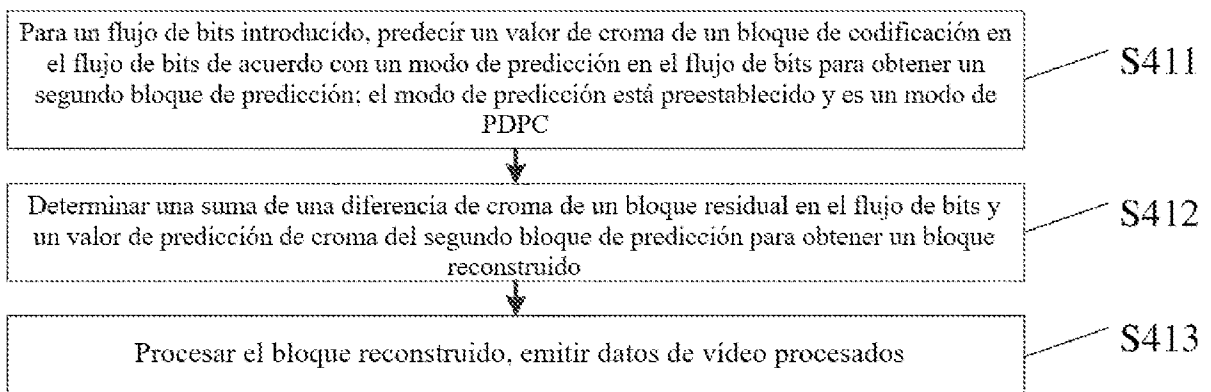 Para un flujo de bits introducido, predecir un valor de croma de un bloque de codificación en
el flujo de bits de acuerdo con un modo de predicción en el flujo de bits para obtener un
segundo bloque de predicción; el modo de predicción está preestablecido y es un modo de
PDPC
S411
Determinar una suma de una diferencia de croma de un bloque residual en el flujo de bits y
un valor de predicción de croma del segundo bloque de predicción para obtener un bloque
reconstruido
S412
Procesar el bloque reconstruido, emitir datos de vídeo procesados
S413